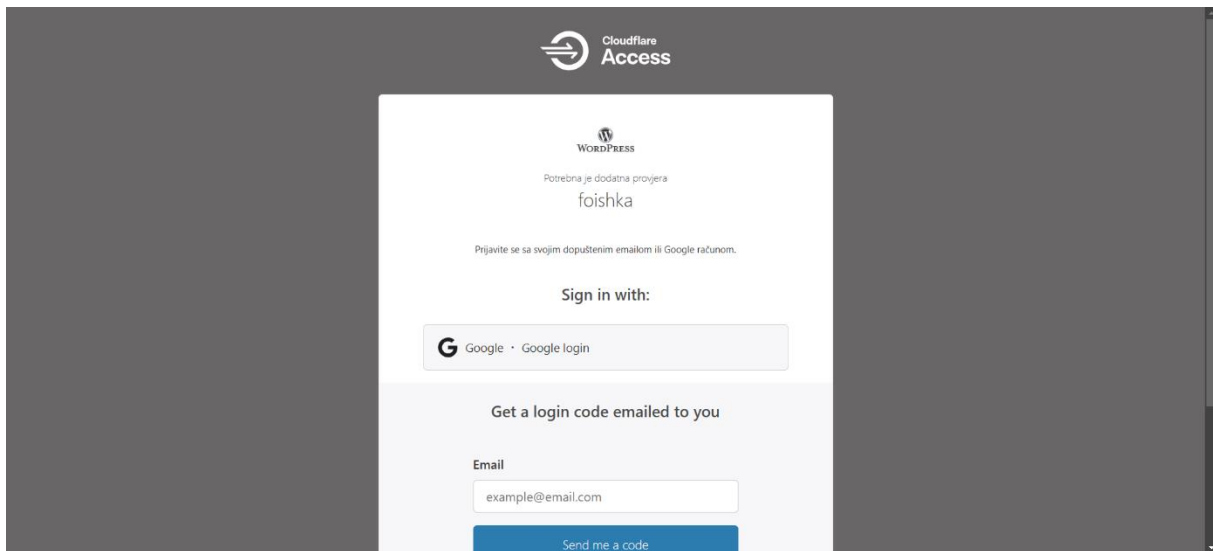 Cloudflare
Access
WORDPRESS
Potrebna je dodatna provjera
foishka
Prijavite se sa svojim dopuštenim emailom ili Google računom.
Sign in with:
Google · Google login
Get a login code emailed to you
Email
example@email.com
Send me a code